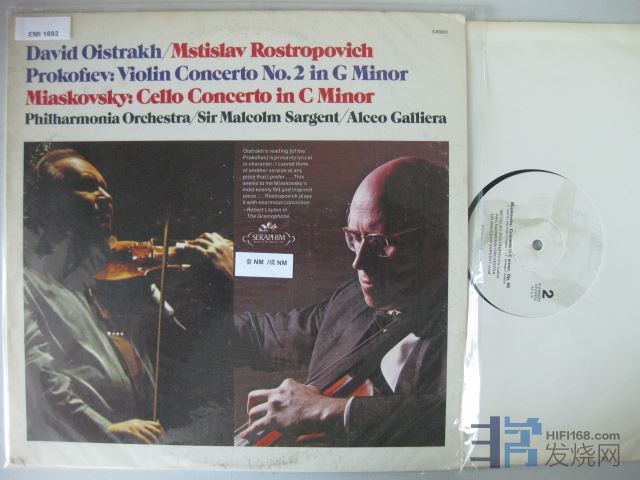 EMI 1692
David Oistrakh/Mstislav Rostropovich
Prokofiev: Violin Concerto No. 2 in G Minor
Miaskovsky: Cello Concerto in C Minor
Philharmonia Orchestra/Sir Malcolm Sargent/Alceo Galliera
Oistrakh's reading [of the
Prokofiev] is primarily lyrical
in character; I cannot think
of another version at any
price that I prefer . . . This
seems to me Miaskovsky's
most keenly felt and inspired
piece . . . Rostropovich plays
it with enormous conviction.
—Robert Layton in
The Gramophone
SERAPHIM
套 NM /碟 NM
2
HIFI168.com
发烧网